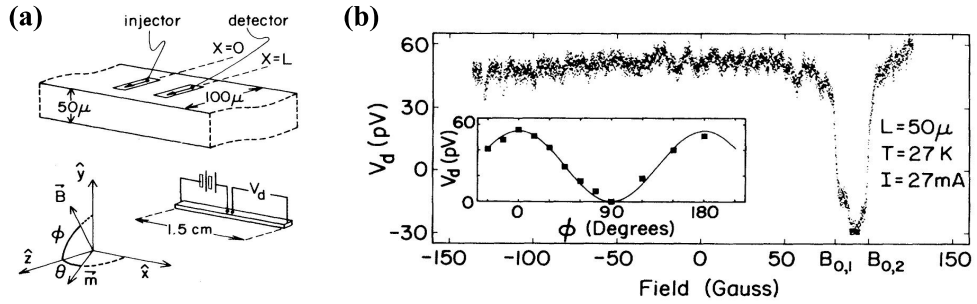 (a)
injector
detector
X=0
X=L
50μ
100μ
ŷ
B⃗
ϕ
ẑ
θ
m⃗
x̂
V_d
1.5 cm
(b)
V_d (pV)
60
30
0
-30
60
0
V_d (pV)
0
90
180
ϕ (Degrees)
L=50μ
T=27K
I=27mA
-150 -100 -50 0 50 B_0,1 B_0,2 150
Field (Gauss)